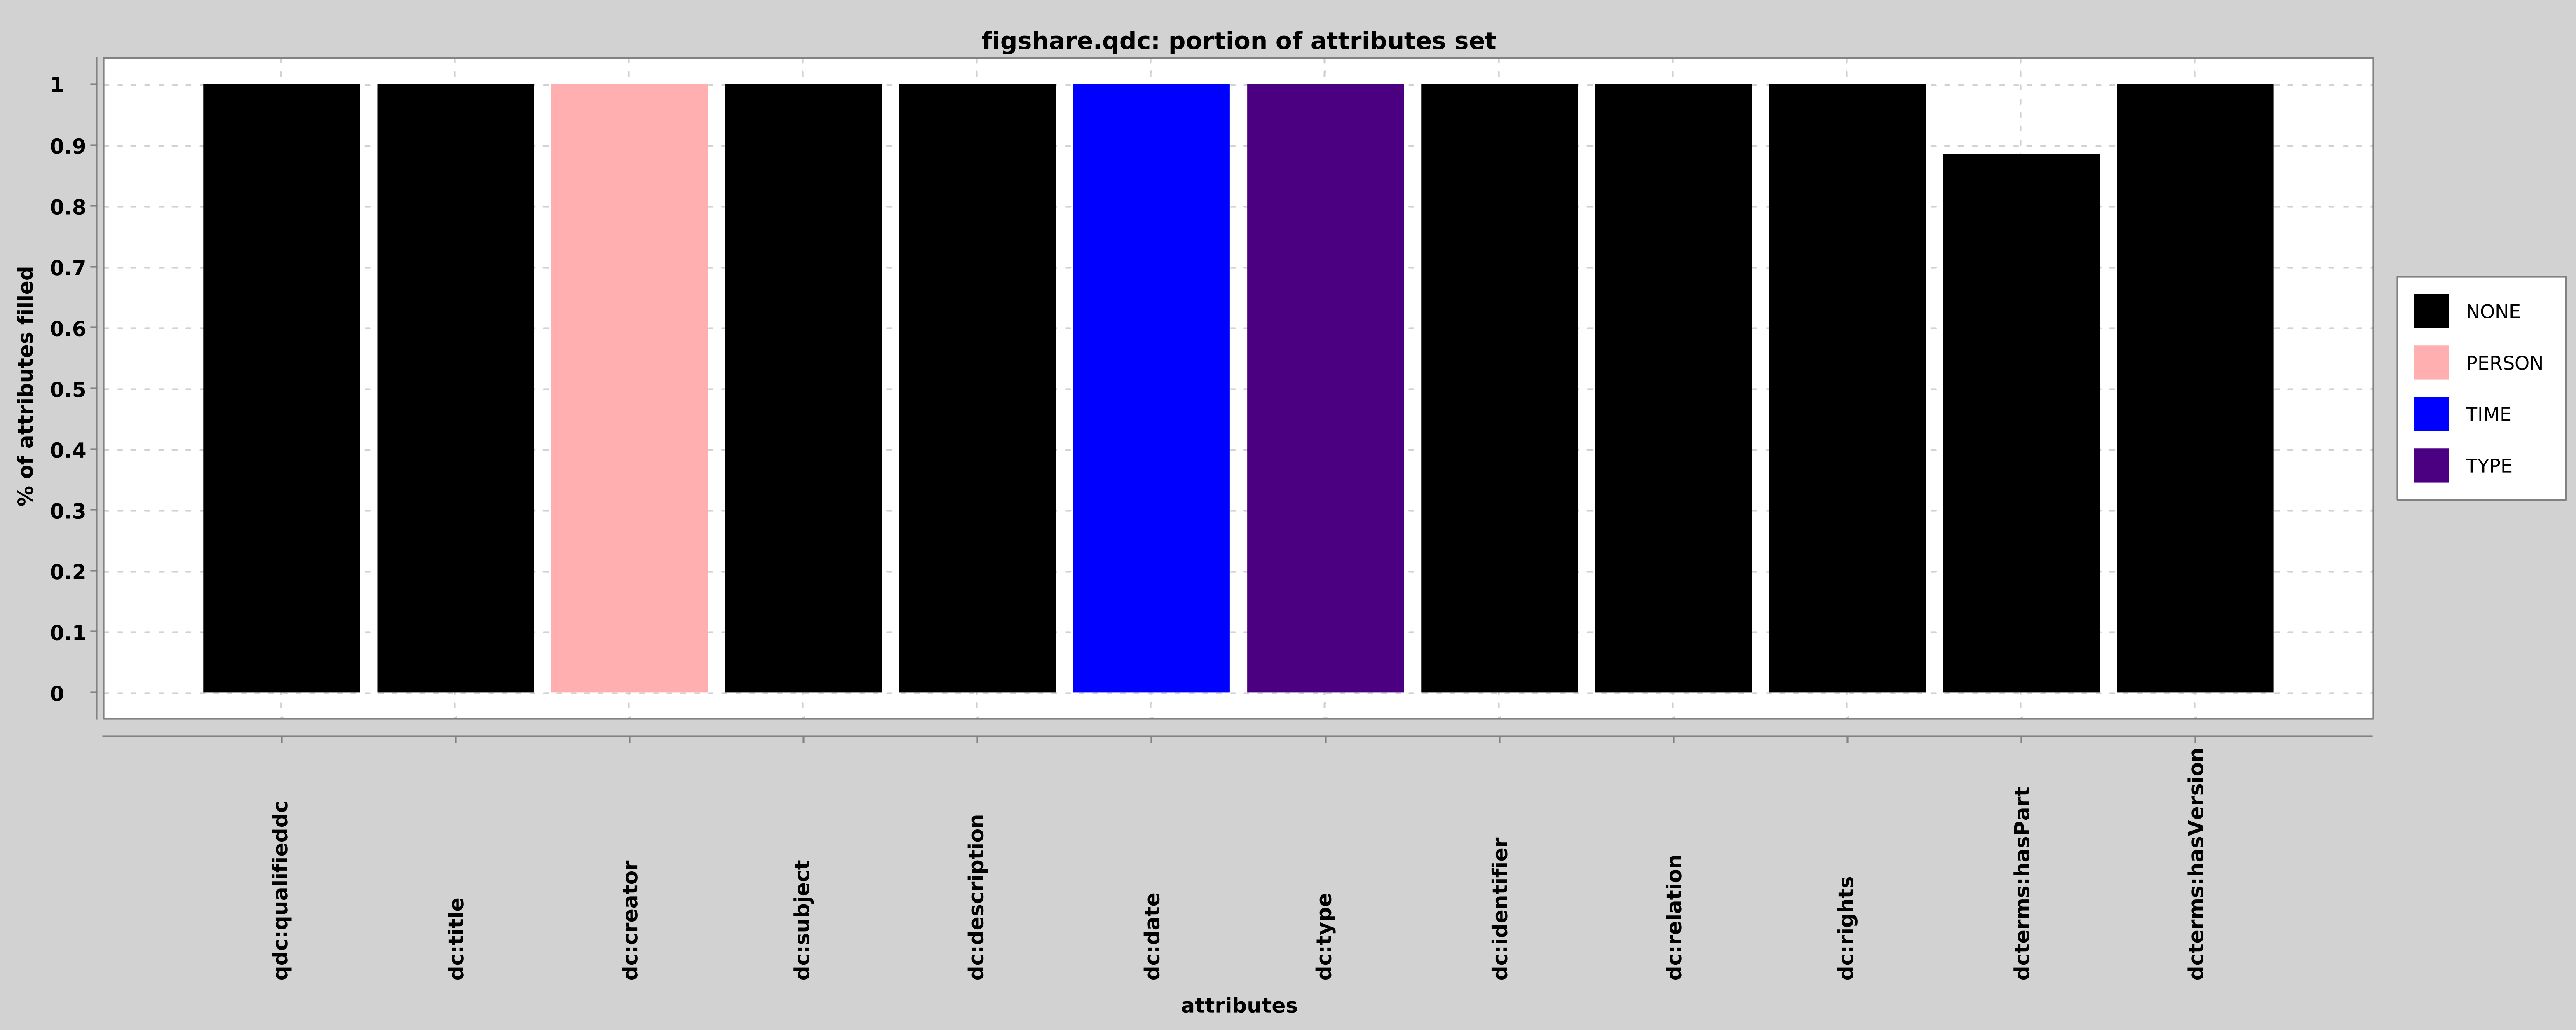 figshare.qdc: portion of attributes set
% of attributes filled
1
0.9
0.8
0.7
0.6
0.5
0.4
0.3
0.2
0.1
0
qdc:qualifieddc
dc:title
dc:creator
dc:subject
dc:description
dc:date
dc:type
dc:identifier
dc:relation
dc:rights
dcterms:hasPart
dcterms:hasVersion
attributes
NONE
PERSON
TIME
TYPE